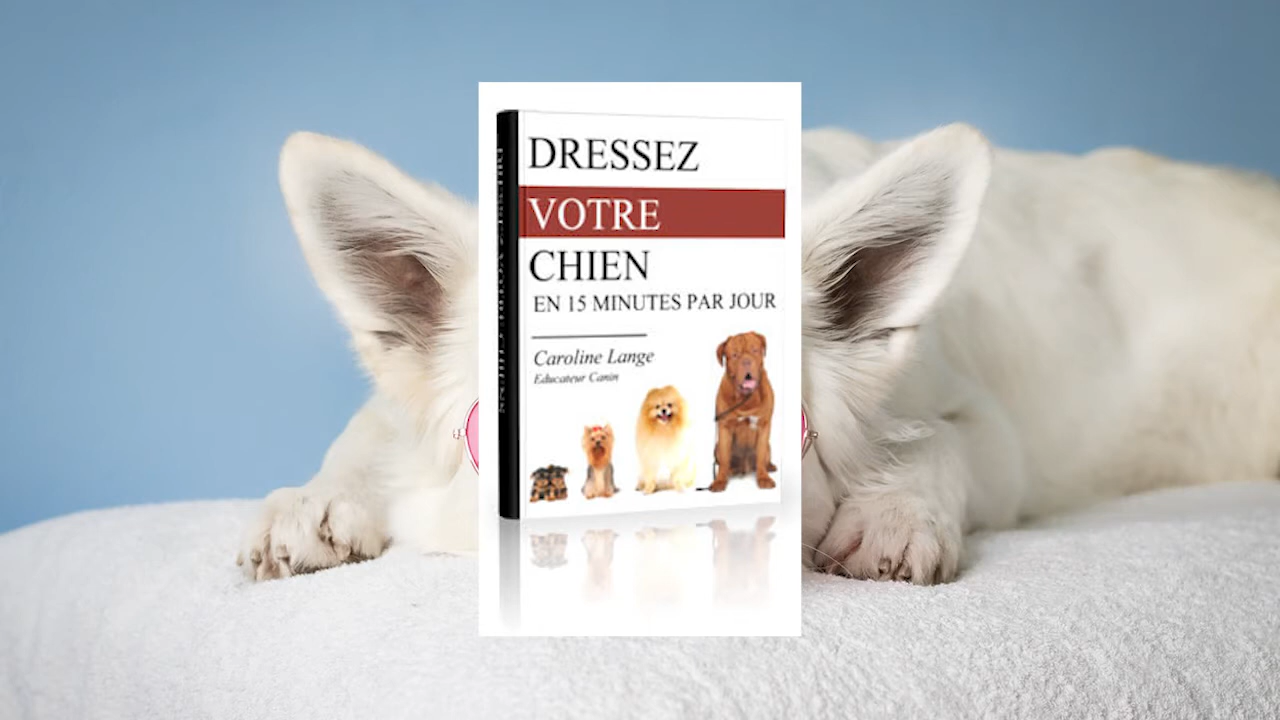 DRESSEZ
VOTRE
CHIEN
EN 15 MINUTES PAR JOUR
Caroline Lange
Educateur Canin